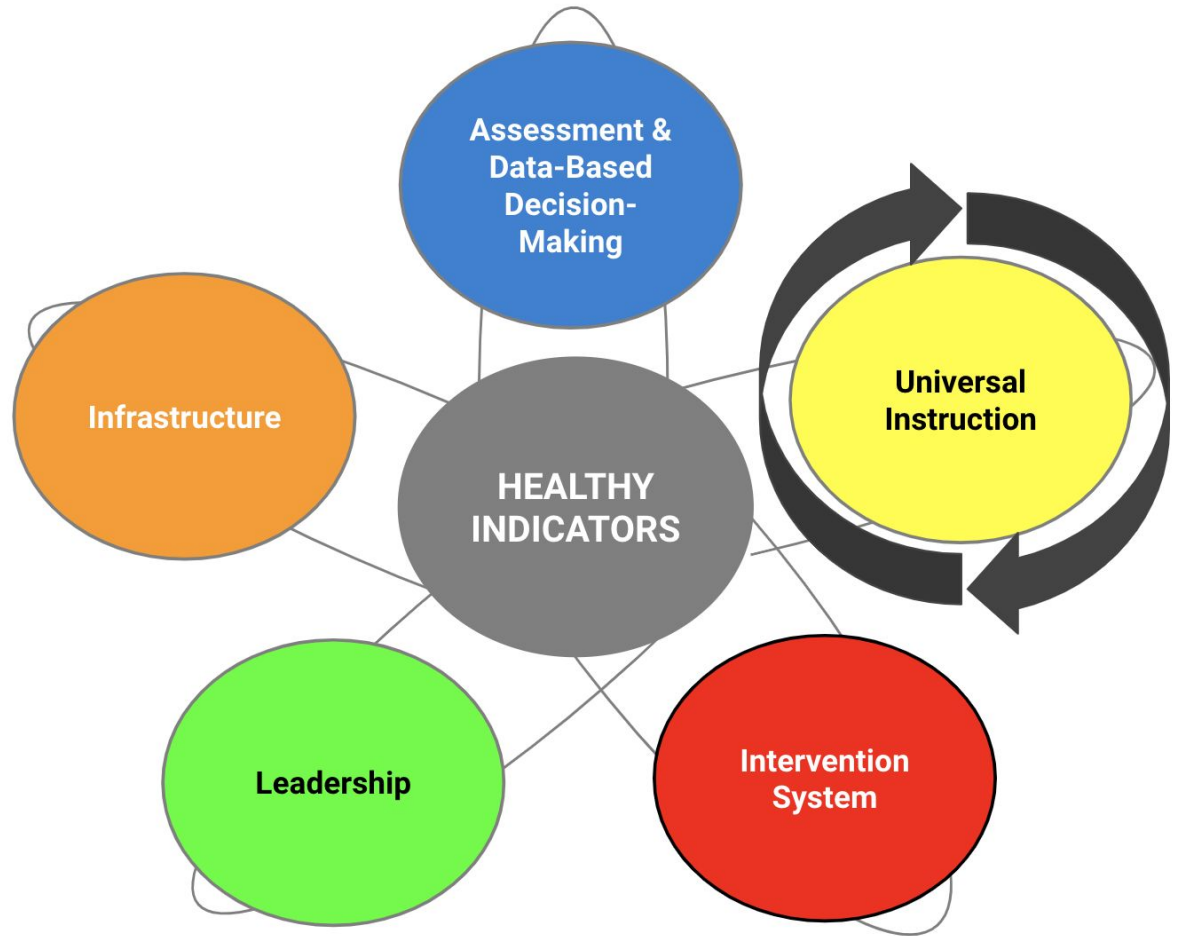 Assessment &
Data-Based
Decision-
Making
Infrastructure
Universal
Instruction
HEALTHY
INDICATORS
Leadership
Intervention
System